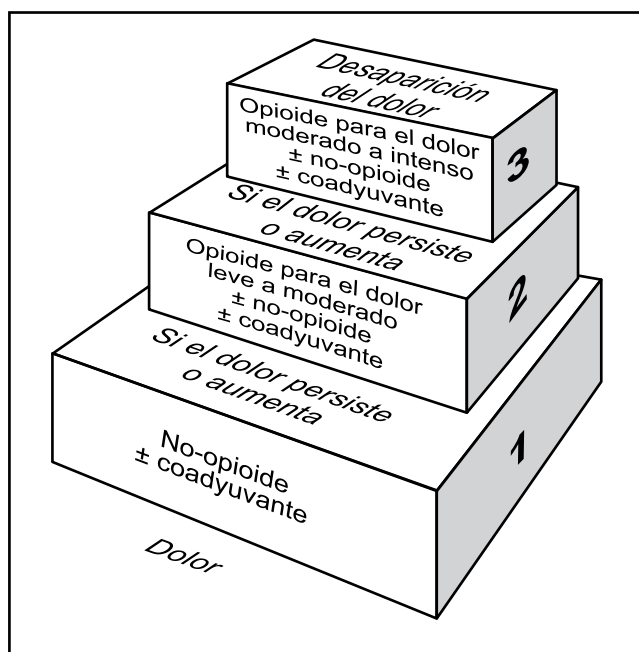 Desaparición
del dolor
Opioide para el dolor
moderado a intenso
± no-opioide
± coadyuvante
3
Si el dolor persiste
o aumenta
Opioide para el dolor
leve a moderado
± no-opioide
± coadyuvante
2
Si el dolor persiste
o aumenta
No-opioide
± coadyuvante
1
Dolor